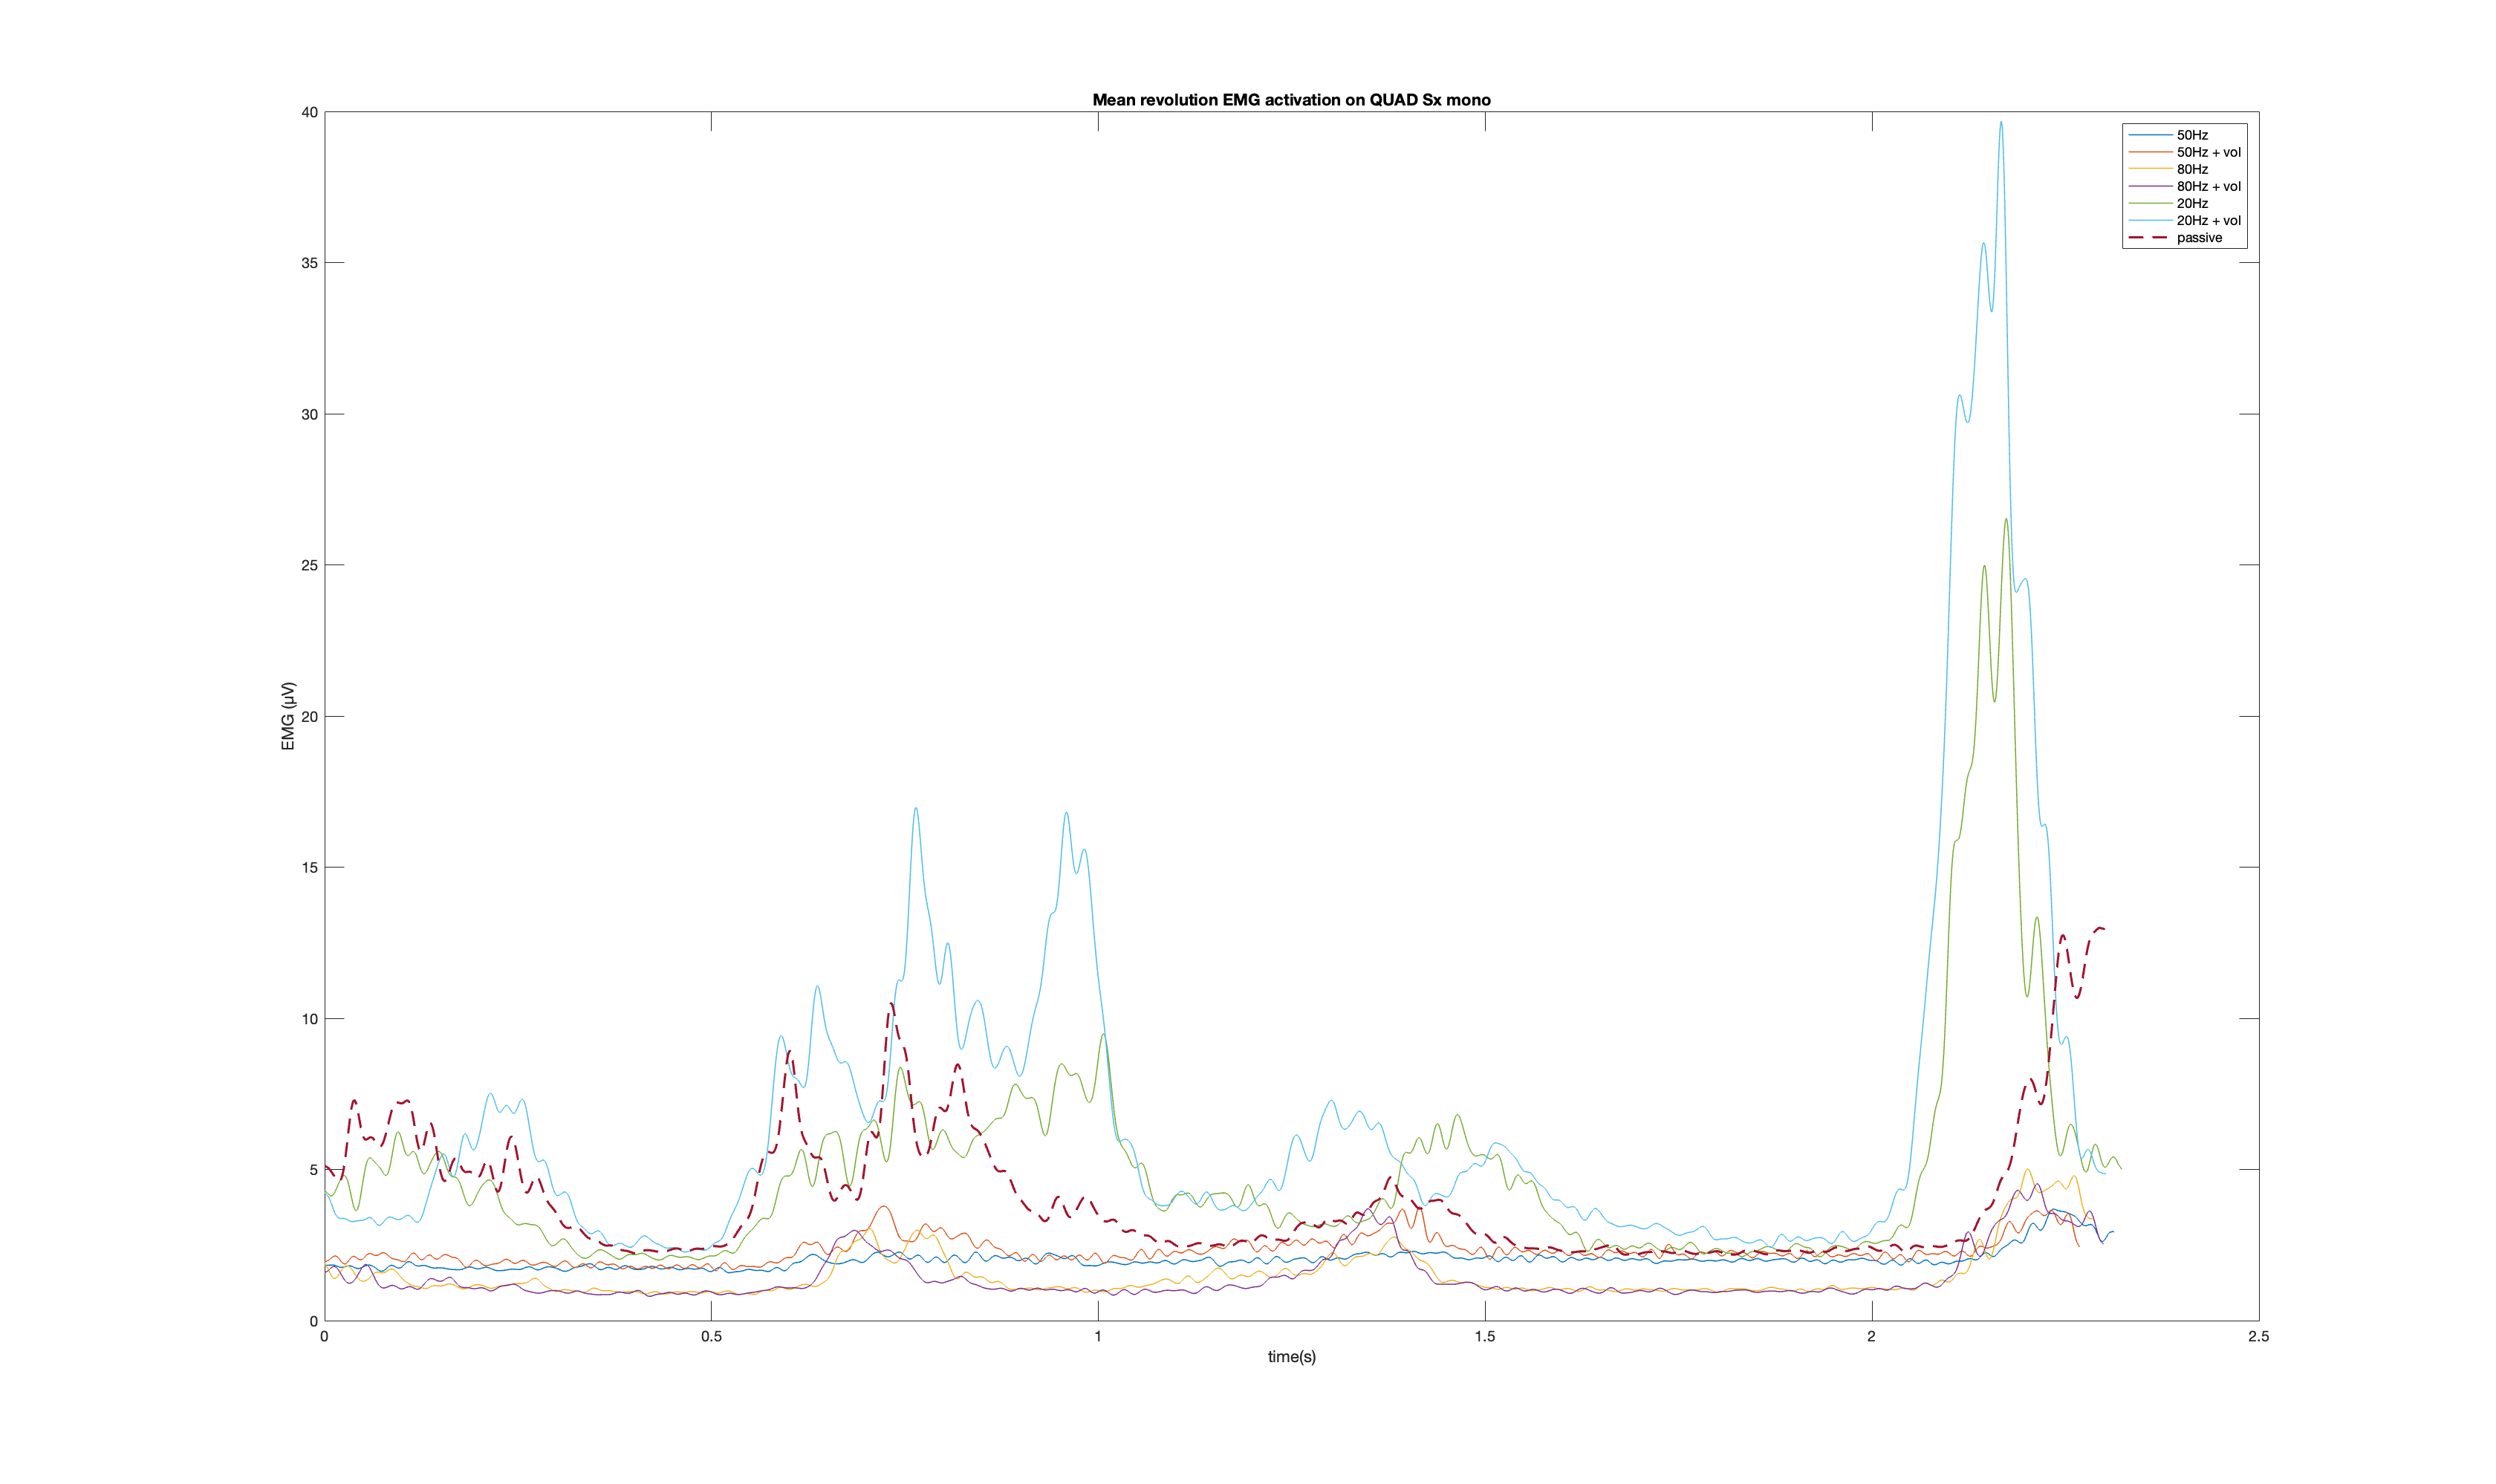 Mean revolution EMG activation on QUAD Sx mono
40
35
30
25
20
15
10
5
0
EMG (µV)
50Hz
50Hz + vol
80Hz
80Hz + vol
20Hz
20Hz + vol
passive
0
0.5
1
1.5
2
2.5
time(s)